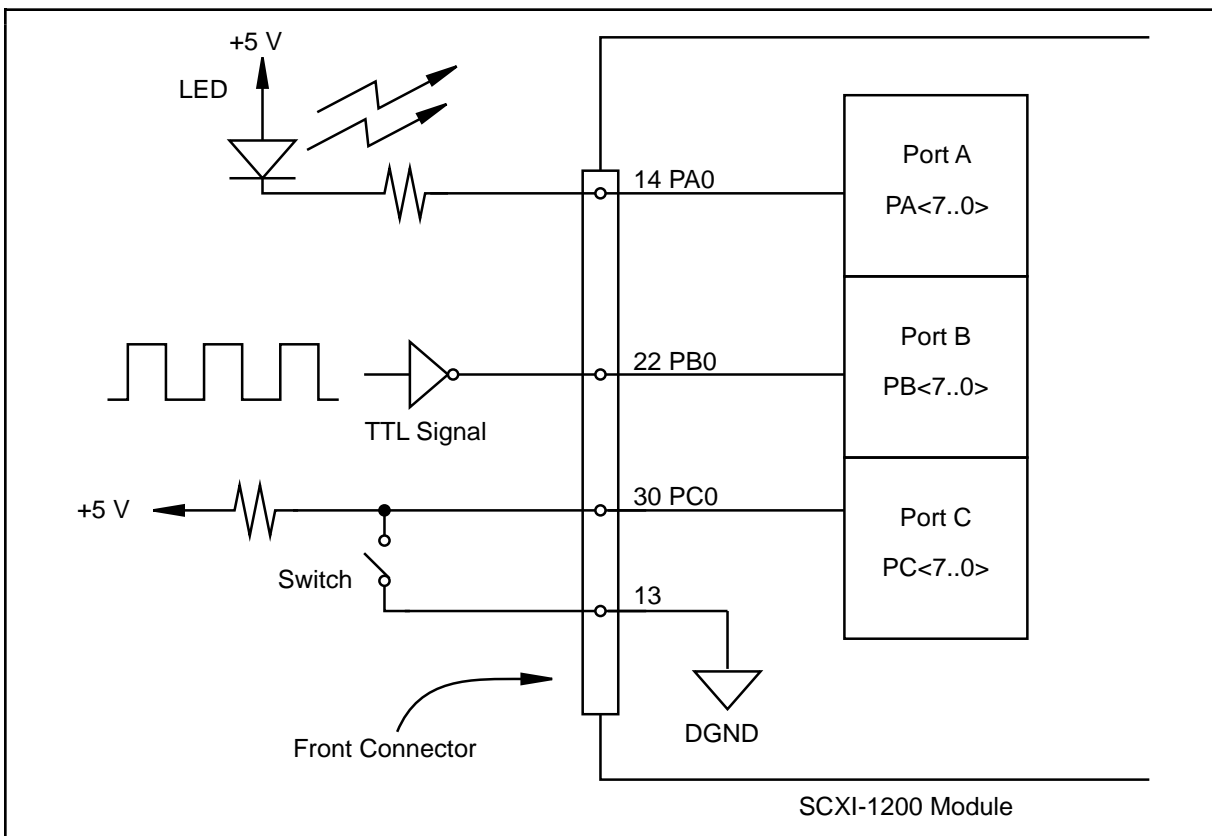 +5 V
LED
14 PA0
Port A
PA<7..0>
22 PB0
Port B
PB<7..0>
TTL Signal
+5 V
30 PC0
Port C
PC<7..0>
Switch
13
DGND
Front Connector
SCXI-1200 Module